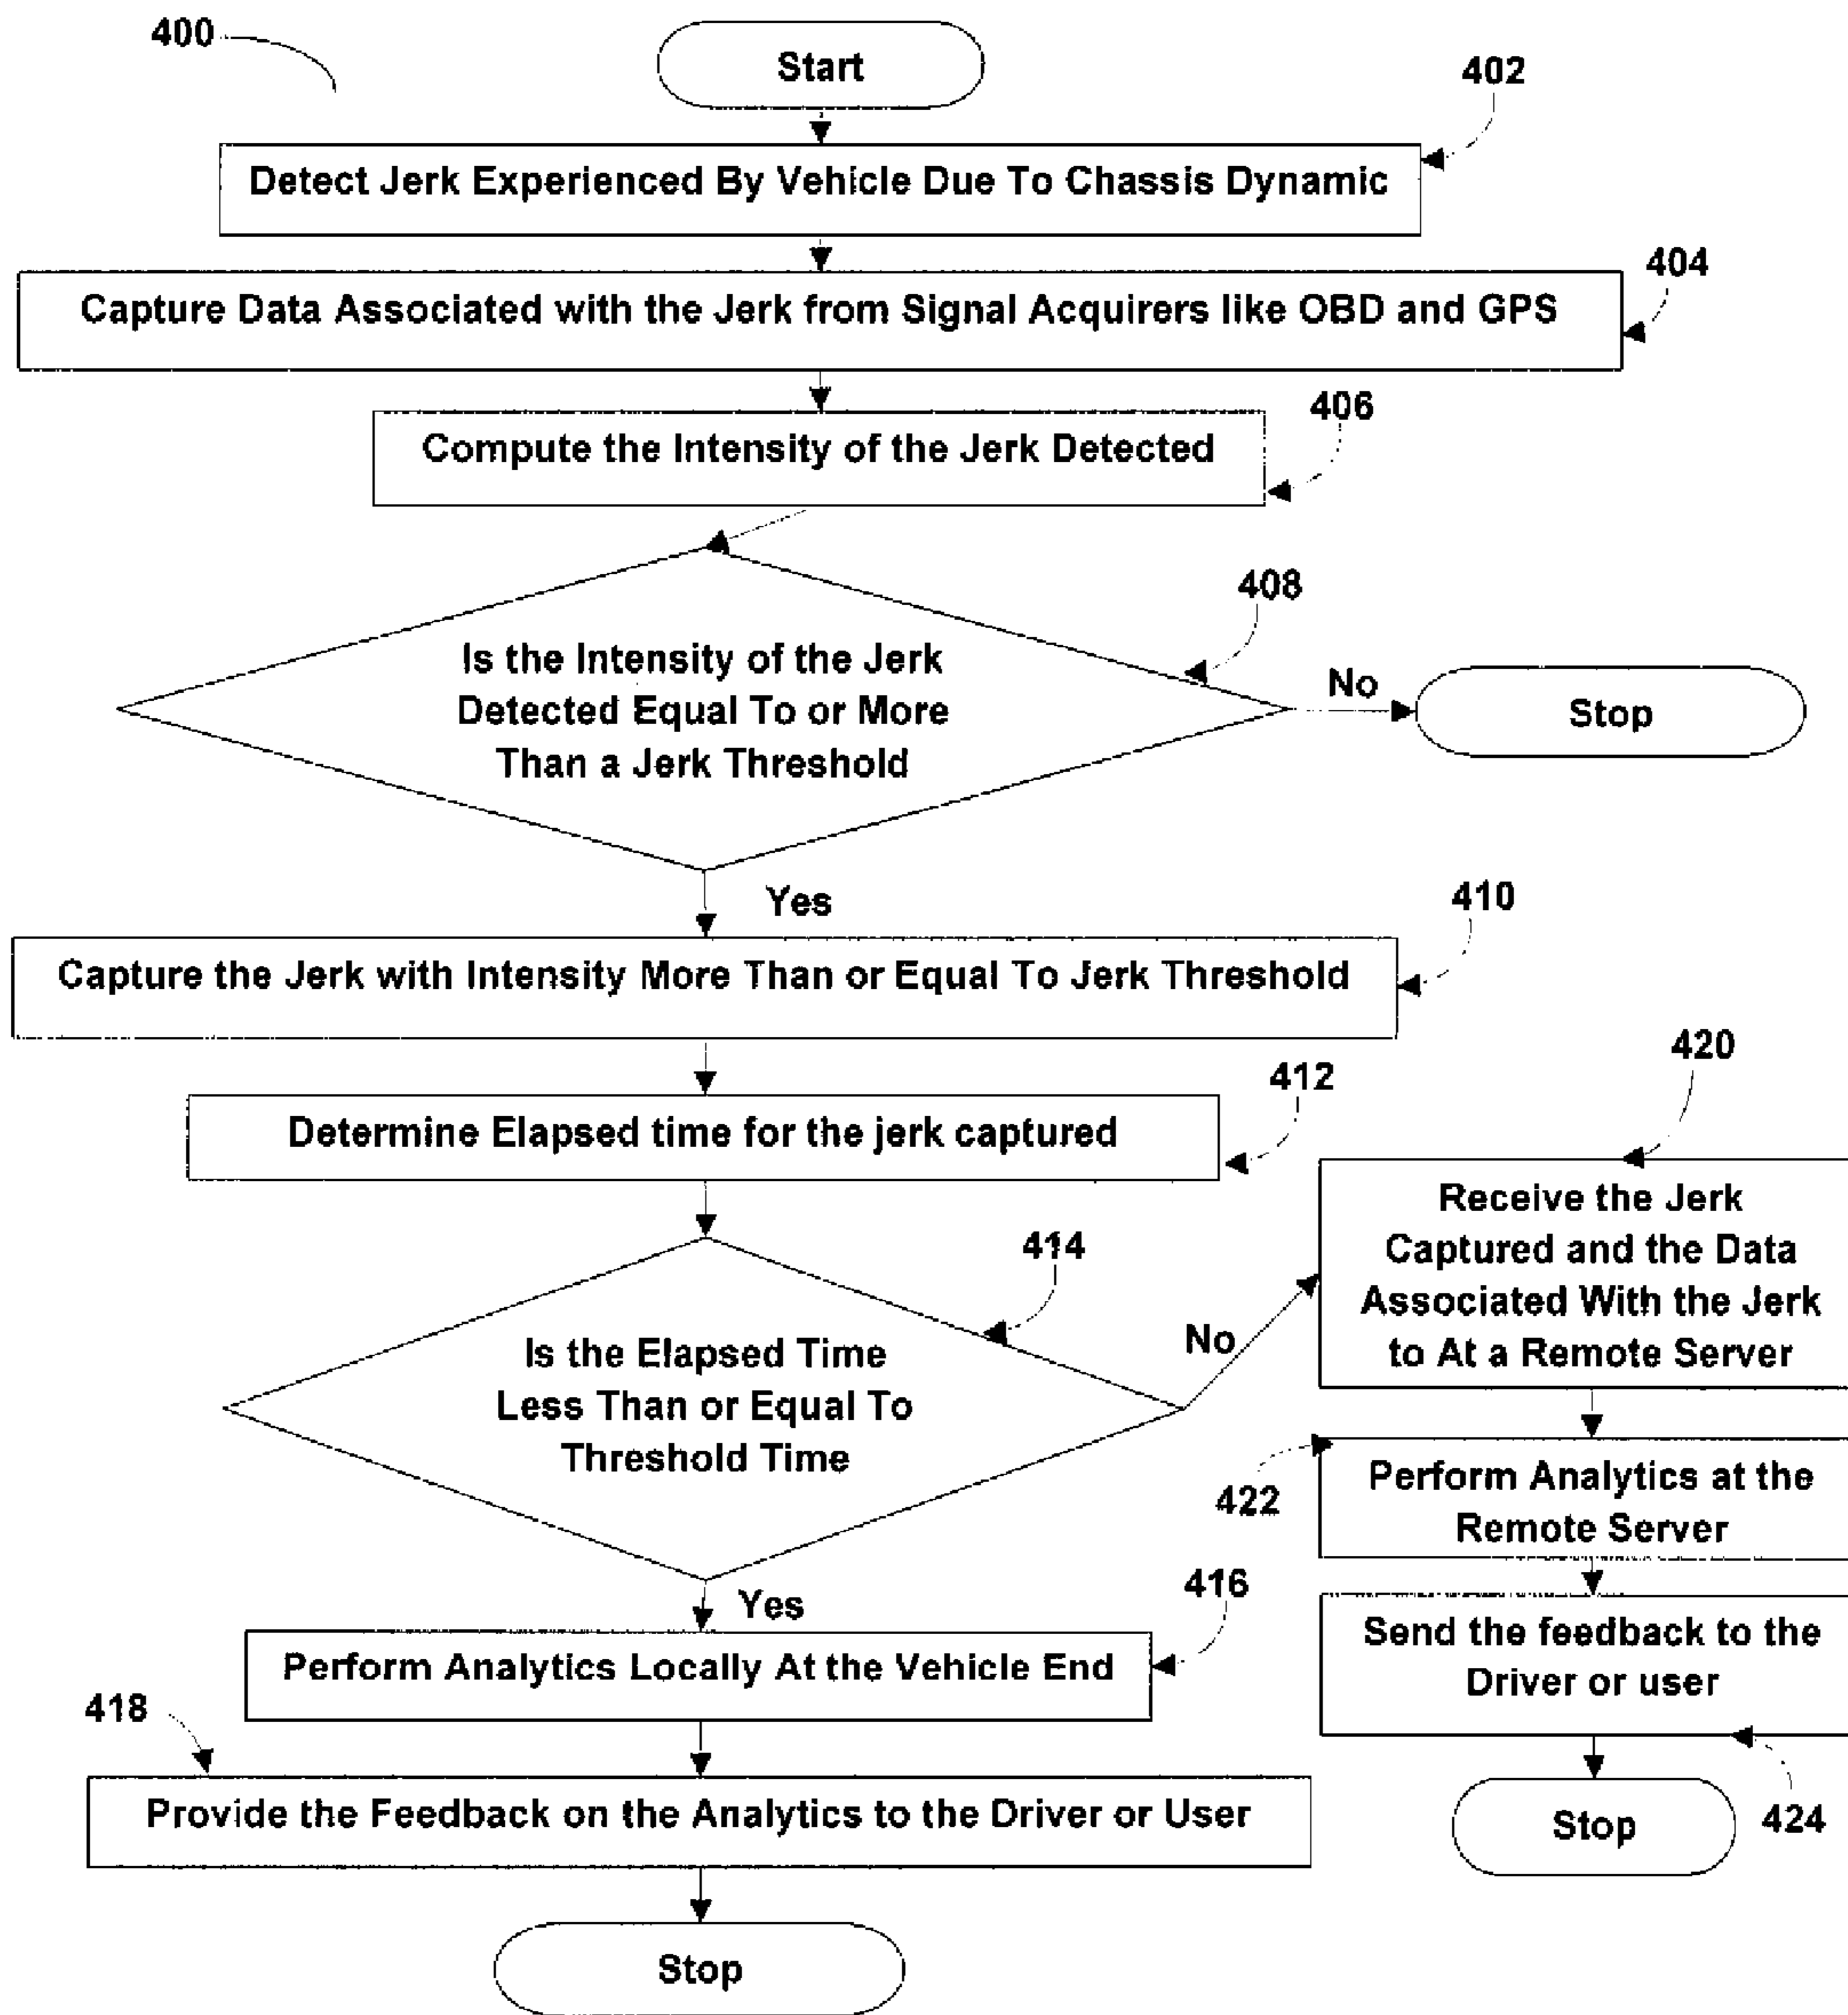 400
Start
402
Detect Jerk Experienced By Vehicle Due To Chassis Dynamic
404
Capture Data Associated with the Jerk from Signal Acquirers like OBD and GPS
406
Compute the Intensity of the Jerk Detected
408
Is the Intensity of the Jerk
Detected Equal To or More
Than a Jerk Threshold
No
Stop
Yes
410
Capture the Jerk with Intensity More Than or Equal To Jerk Threshold
412
Determine Elapsed time for the jerk captured
414
Is the Elapsed Time
Less Than or Equal To
Threshold Time
No
420
Receive the Jerk
Captured and the Data
Associated With the Jerk
to At a Remote Server
422
Perform Analytics at the
Remote Server
Send the feedback to the
Driver or user
424
Stop
Yes
416
Perform Analytics Locally At the Vehicle End
418
Provide the Feedback on the Analytics to the Driver or User
Stop